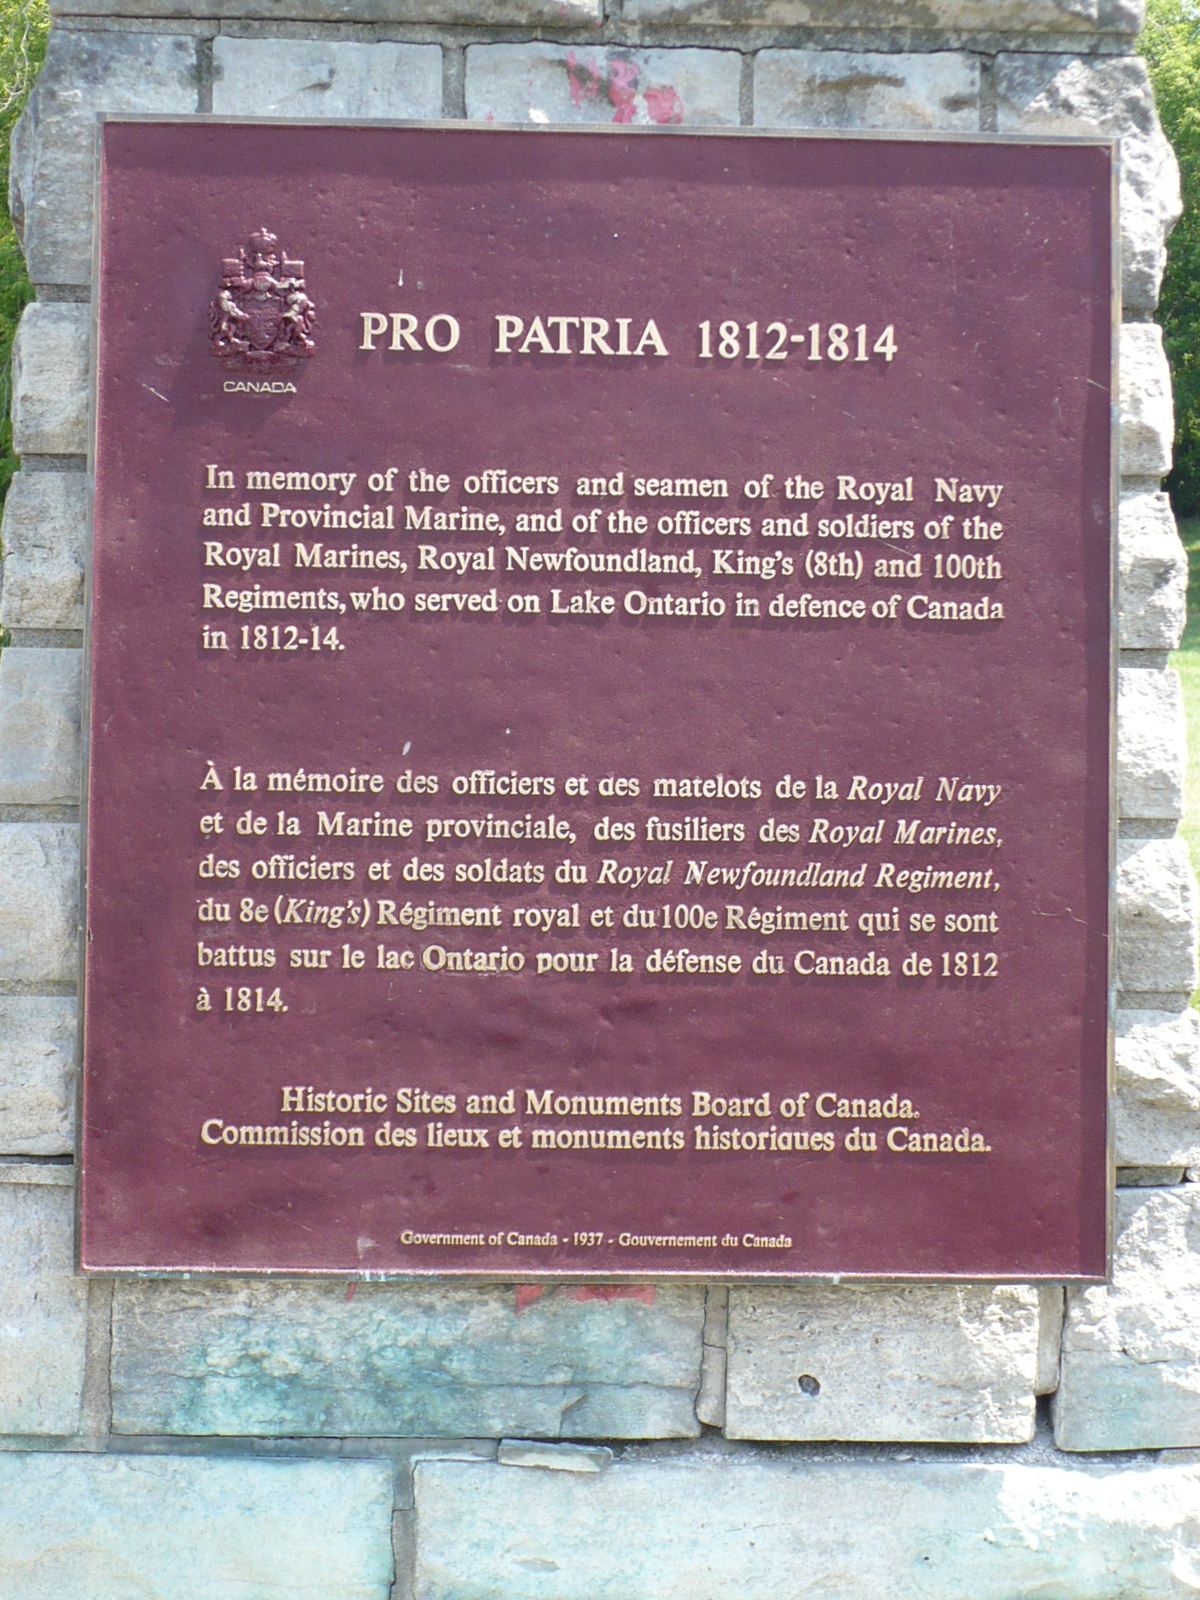 CANADA
PRO PATRIA 1812-1814
In memory of the officers and seamen of the Royal Navy
and Provincial Marine, and of the officers and soldiers of the
Royal Marines, Royal Newfoundland, King's (8th) and 100th
Regiments, who served on Lake Ontario in defence of Canada
in 1812-14.
À la mémoire des officiers et des matelots de la Royal Navy
et de la Marine provinciale, des fusiliers des Royal Marines,
des officiers et des soldats du Royal Newfoundland Regiment,
du 8e (King's) Régiment royal et du 100e Régiment qui se sont
battus sur le lac Ontario pour la défense du Canada de 1812
à 1814.
Historic Sites and Monuments Board of Canada.
Commission des lieux et monuments historiques du Canada.
Government of Canada - 1937 - Gouvernement du Canada